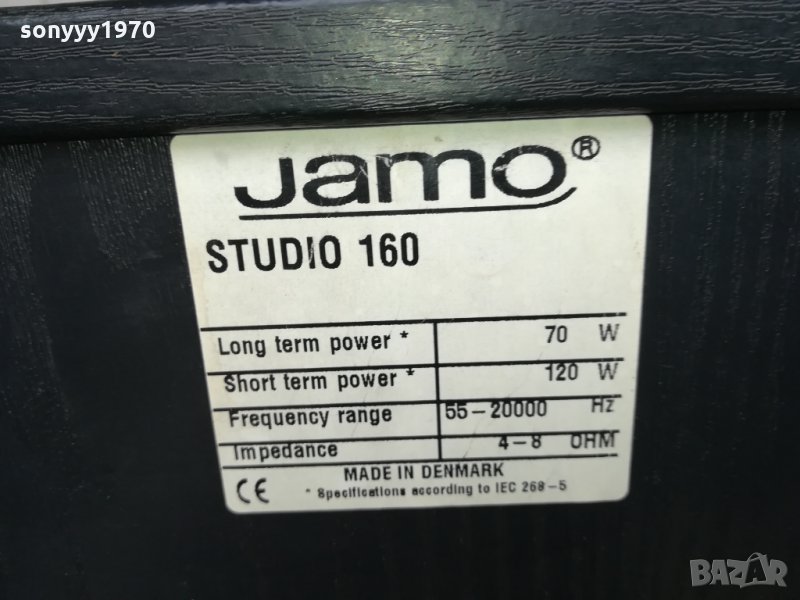 sonyyy1970
Jamo®
STUDIO 160
Long term power * 70 W
Short term power * 120 W
Frequency range 55-20000 Hz
Impedance 4-8 OHM
MADE IN DENMARK
CE * Specifications according to IEC 268-5
BAZAR